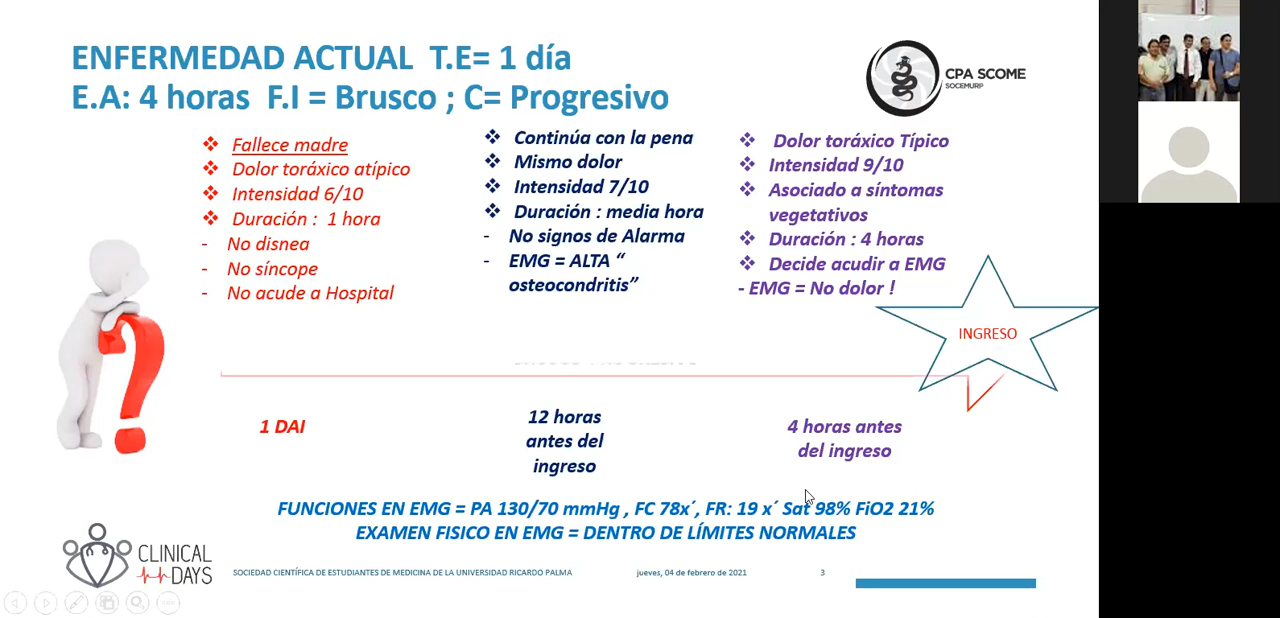 ENFERMEDAD ACTUAL T.E= 1 día
E.A: 4 horas F.I = Brusco ; C= Progresivo
CPA SCOME
SOCEMURP
❖ Fallece madre
❖ Dolor toráxico atípico
❖ Intensidad 6/10
❖ Duración : 1 hora
- No disnea
- No síncope
- No acude a Hospital
❖ Continúa con la pena
❖ Mismo dolor
❖ Intensidad 7/10
❖ Duración : media hora
- No signos de Alarma
- EMG = ALTA “
osteocondritis”
❖ Dolor toráxico Típico
❖ Intensidad 9/10
❖ Asociado a síntomas
vegetativos
❖ Duración : 4 horas
❖ Decide acudir a EMG
- EMG = No dolor !
INGRESO
1 DAI
12 horas
antes del
ingreso
4 horas antes
del ingreso
FUNCIONES EN EMG = PA 130/70 mmHg , FC 78x´, FR: 19 x´ Sat 98% FiO2 21%
EXAMEN FISICO EN EMG = DENTRO DE LÍMITES NORMALES
CLINICAL
DAYS
SOCIEDAD CIENTÍFICA DE ESTUDIANTES DE MEDICINA DE LA UNIVERSIDAD RICARDO PALMA
jueves, 04 de febrero de 2021
3